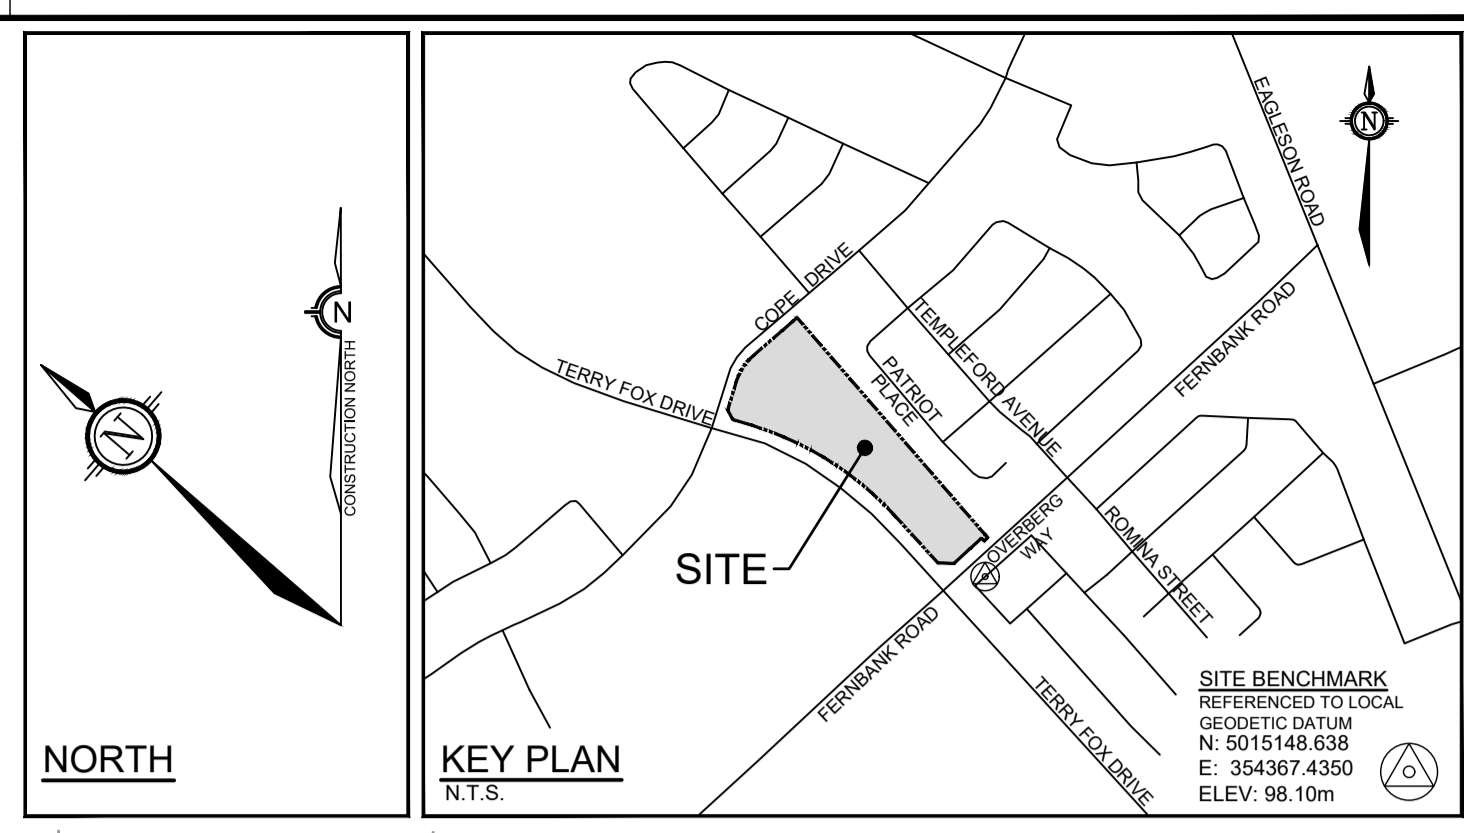 N
N
CONSTRUCTION NORTH
NORTH
EAGLESON ROAD
N
COPE DRIVE
TERRY FOX DRIVE
TEMPLEFORD AVENUE
PATRIOT
PLACE
FERNBANK ROAD
SITE
OVERBERG
WAY
ROMINA STREET
FERNBANK ROAD
TERRY FOX DRIVE
KEY PLAN
N.T.S.
SITE BENCHMARK
REFERENCED TO LOCAL
GEODETIC DATUM
N: 5015148.638
E: 354367.4350
ELEV: 98.10m